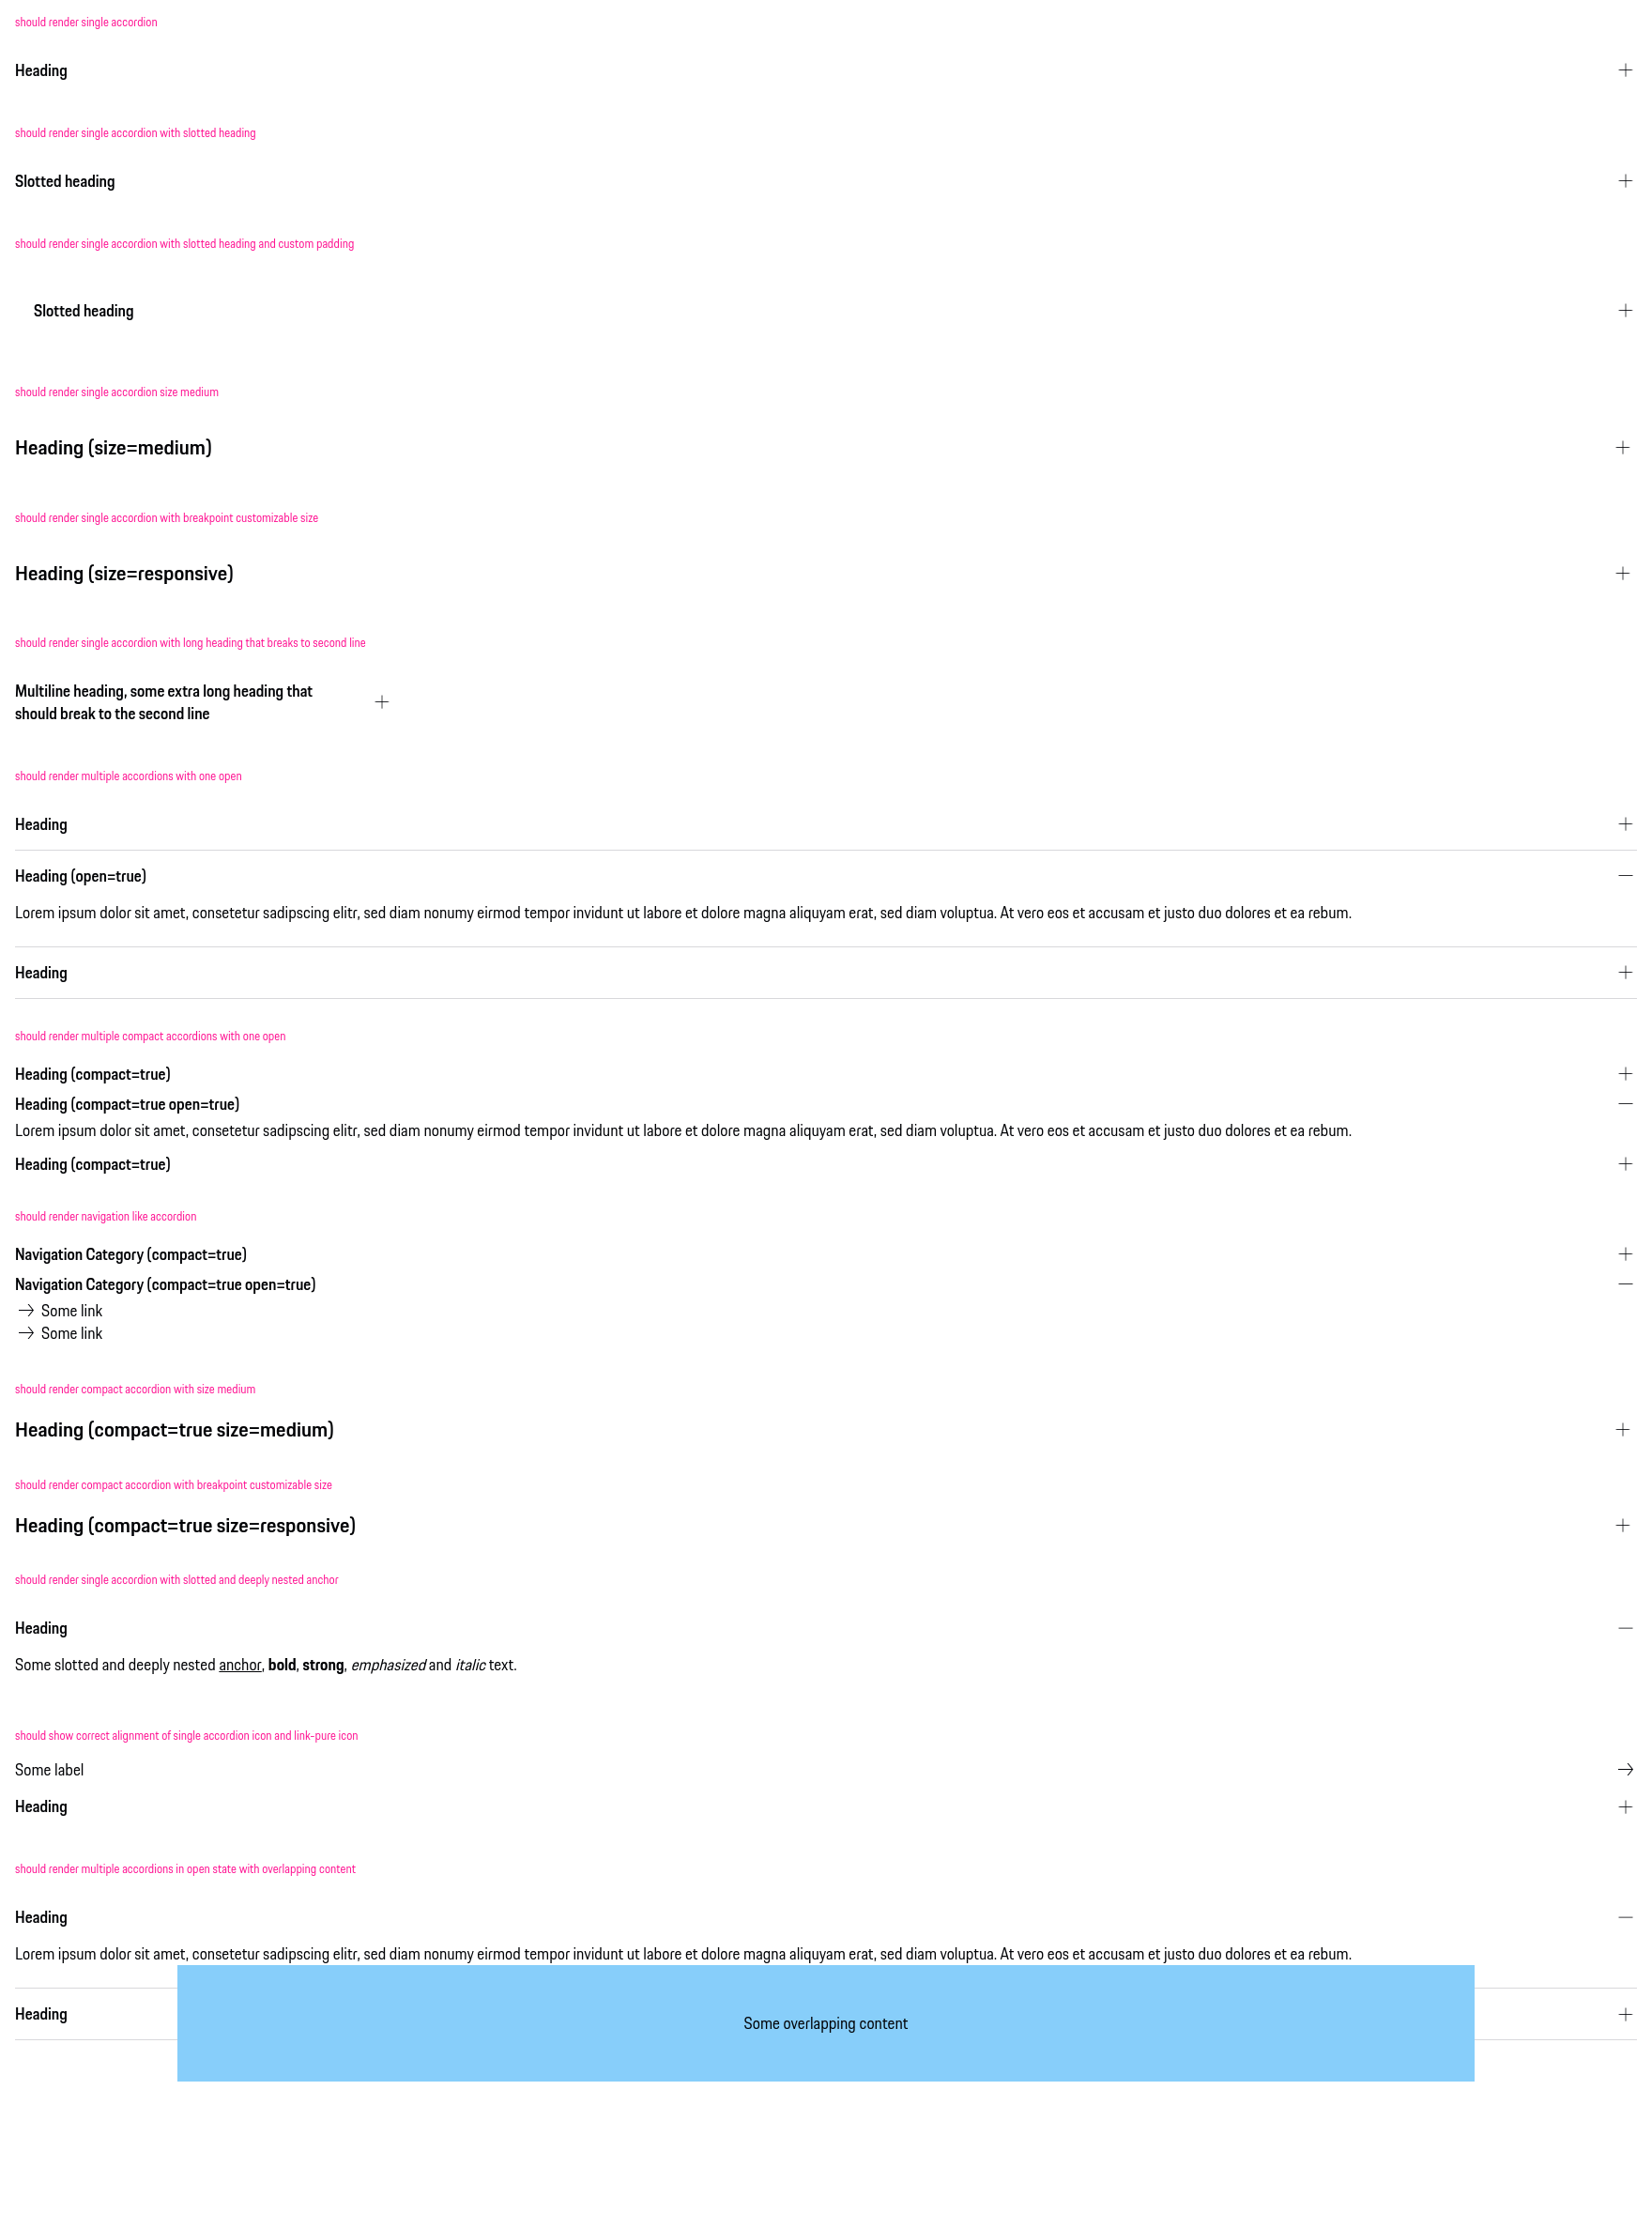 should render single accordion
Heading
should render single accordion with slotted heading
Slotted heading
should render single accordion with slotted heading and custom padding
Slotted heading
should render single accordion size medium
Heading (size=medium)
should render single accordion with breakpoint customizable size
Heading (size=responsive)
should render single accordion with long heading that breaks to second line
Multiline heading, some extra long heading that
should break to the second line
should render multiple accordions with one open
Heading
Heading (open=true)
Lorem ipsum dolor sit amet, consetetur sadipscing elitr, sed diam nonumy eirmod tempor invidunt ut labore et dolore magna aliquyam erat, sed diam voluptua. At vero eos et accusam et justo duo dolores et ea rebum.
Heading
should render multiple compact accordions with one open
Heading (compact=true)
Heading (compact=true open=true)
Lorem ipsum dolor sit amet, consetetur sadipscing elitr, sed diam nonumy eirmod tempor invidunt ut labore et dolore magna aliquyam erat, sed diam voluptua. At vero eos et accusam et justo duo dolores et ea rebum.
Heading (compact=true)
should render navigation like accordion
Navigation Category (compact=true)
Navigation Category (compact=true open=true)
Some link
Some link
should render compact accordion with size medium
Heading (compact=true size=medium)
should render compact accordion with breakpoint customizable size
Heading (compact=true size=responsive)
should render single accordion with slotted and deeply nested anchor
Heading
Some slotted and deeply nested anchor, bold, strong, emphasized and italic text.
should show correct alignment of single accordion icon and link-pure icon
Some label
Heading
should render multiple accordions in open state with overlapping content
Heading
Lorem ipsum dolor sit amet, consetetur sadipscing elitr, sed diam nonumy eirmod tempor invidunt ut labore et dolore magna aliquyam erat, sed diam voluptua. At vero eos et accusam et justo duo dolores et ea rebum.
Heading
Some overlapping content